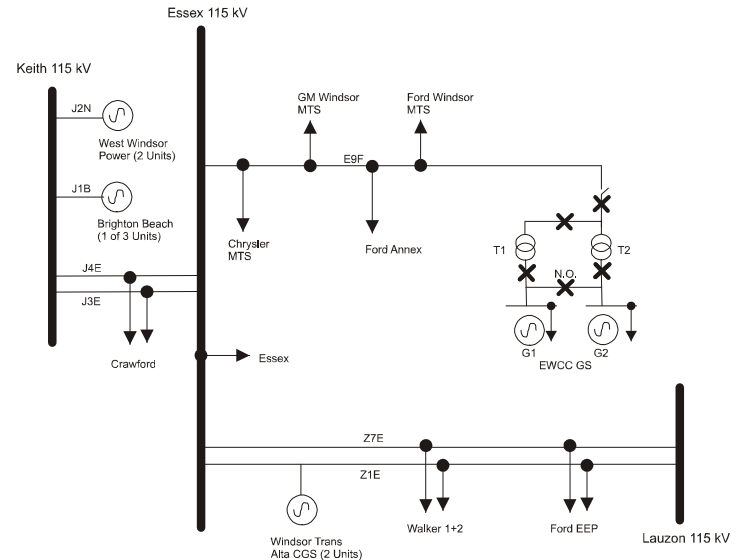 Essex 115 kV
Keith 115 kV
J2N
West Windsor
Power (2 Units)
J1B
Brighton Beach
(1 of 3 Units)
J4E
J3E
Crawford
GM Windsor
MTS
Ford Windsor
MTS
E9F
Chrysler
MTS
Ford Annex
T1
T2
N.O.
G1
G2
EWCC GS
Essex
Z7E
Z1E
Windsor Trans
Alta CGS (2 Units)
Walker 1+2
Ford EEP
Lauzon 115 kV